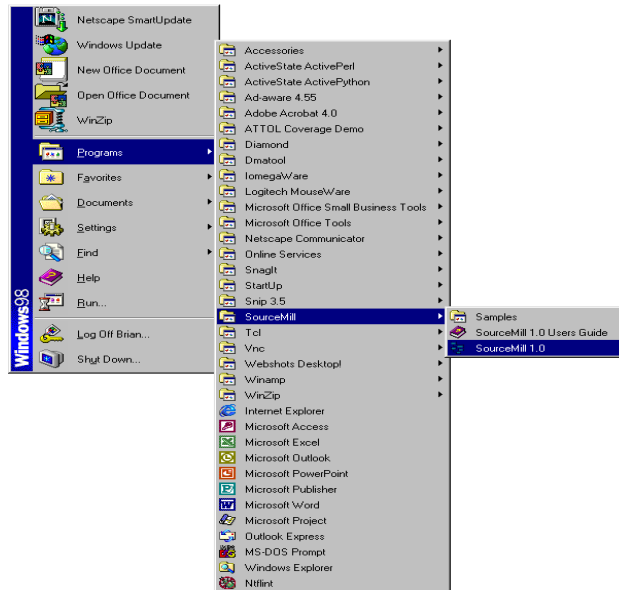 Netscape SmartUpdate
Windows Update
New Office Document
Open Office Document
WinZip
Programs
Favorites
Documents
Settings
Find
Help
Run...
Log Off Brian...
Shut Down...
Windows98
Accessories
ActiveState ActivePerl
ActiveState ActivePython
Ad-aware 4.55
Adobe Acrobat 4.0
ATTOL Coverage Demo
Diamond
Dmatool
IomegaWare
Logitech MouseWare
Microsoft Office Small Business Tools
Microsoft Office Tools
Netscape Communicator
Online Services
SnagIt
StartUp
Snip 3.5
SourceMill
Tcl
Vnc
Webshots Desktop!
Winamp
WinZip
Internet Explorer
Microsoft Access
Microsoft Excel
Microsoft Outlook
Microsoft PowerPoint
Microsoft Publisher
Microsoft Word
Microsoft Project
Outlook Express
MS-DOS Prompt
Windows Explorer
Ntflint
Samples
SourceMill 1.0 Users Guide
SourceMill 1.0